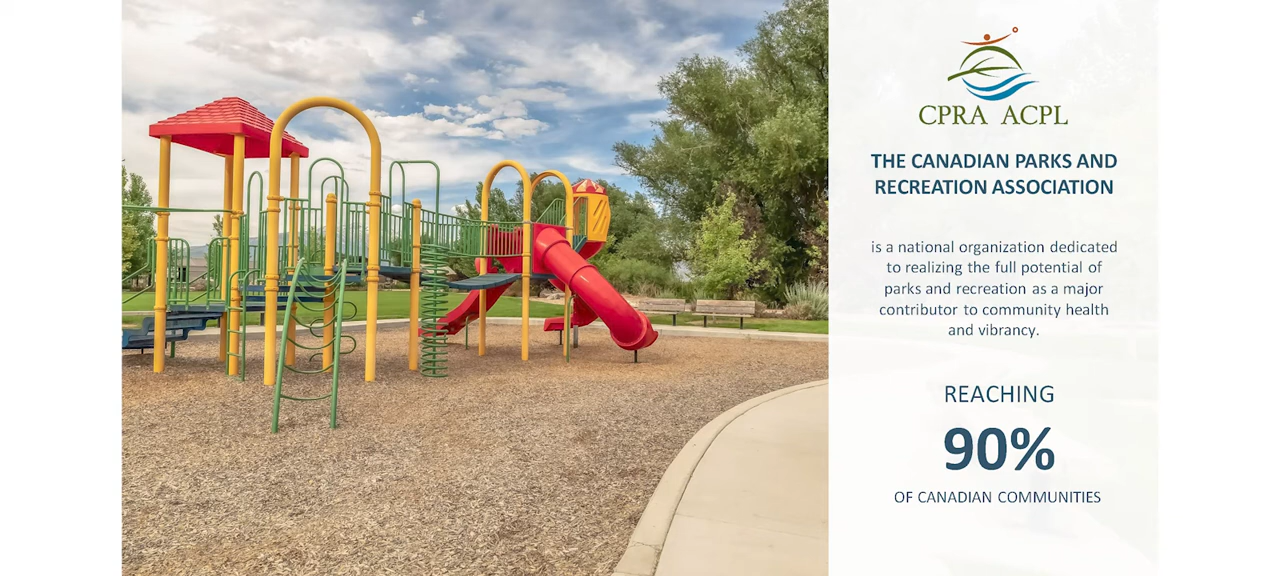 CPRA ACPL
THE CANADIAN PARKS AND
RECREATION ASSOCIATION
is a national organization dedicated
to realizing the full potential of
parks and recreation as a major
contributor to community health
and vibrancy.
REACHING
90%
OF CANADIAN COMMUNITIES